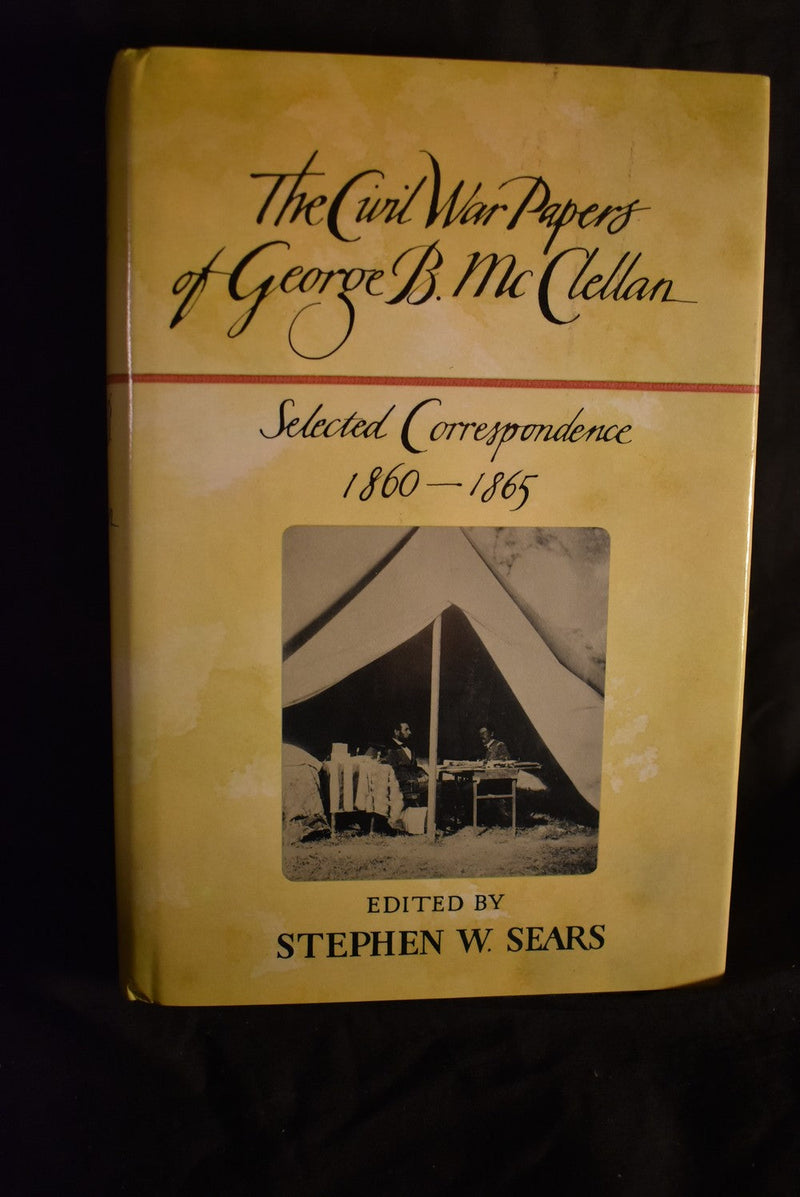 The Civil War Papers
of George B. McClellan
Selected Correspondence
1860—1865
EDITED BY
STEPHEN W. SEARS